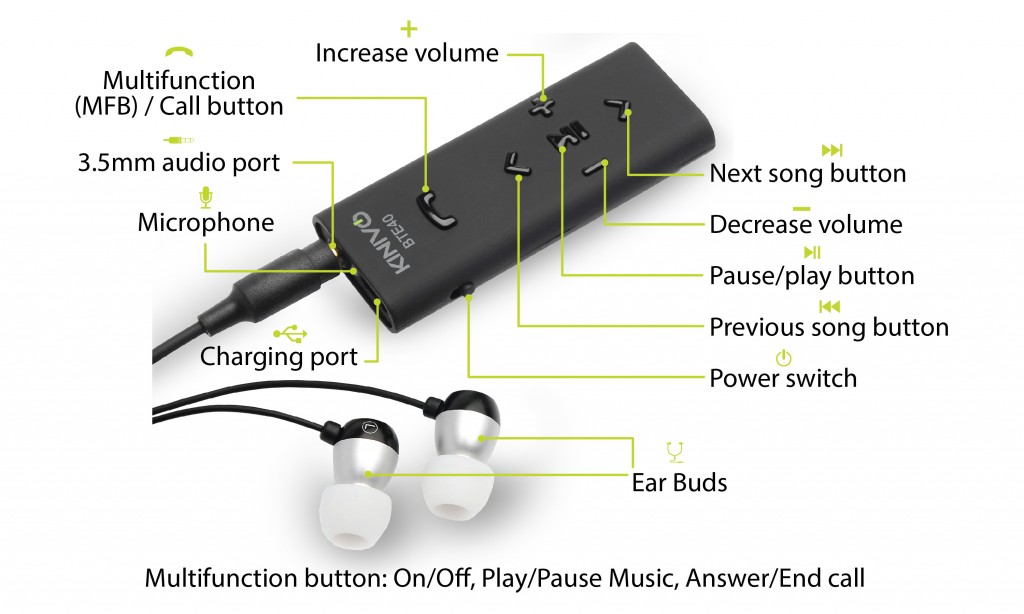 +
Increase volume
Multifunction
(MFB) / Call button
3.5mm audio port
Microphone
Next song button
Decrease volume
Pause/play button
Previous song button
Power switch
KINIVO
BTE40
Charging port
L
Ear Buds
Multifunction button: On/Off, Play/Pause Music, Answer/End call